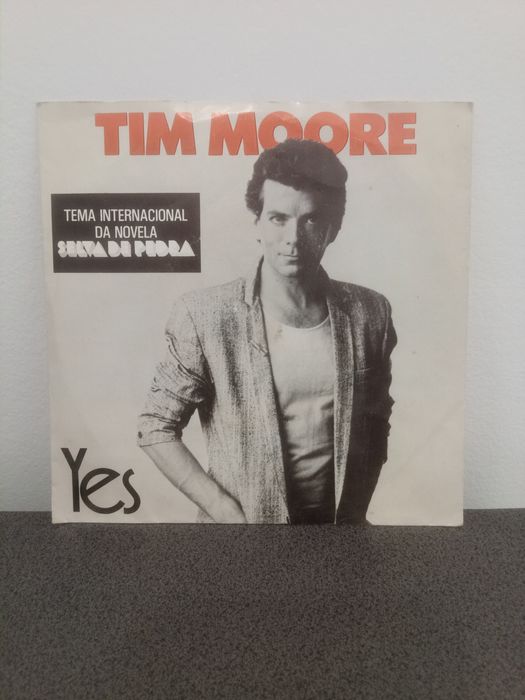 TIM MOORE
TEMA INTERNACIONAL
DA NOVELA
SELVA DE PEDRA
Yes